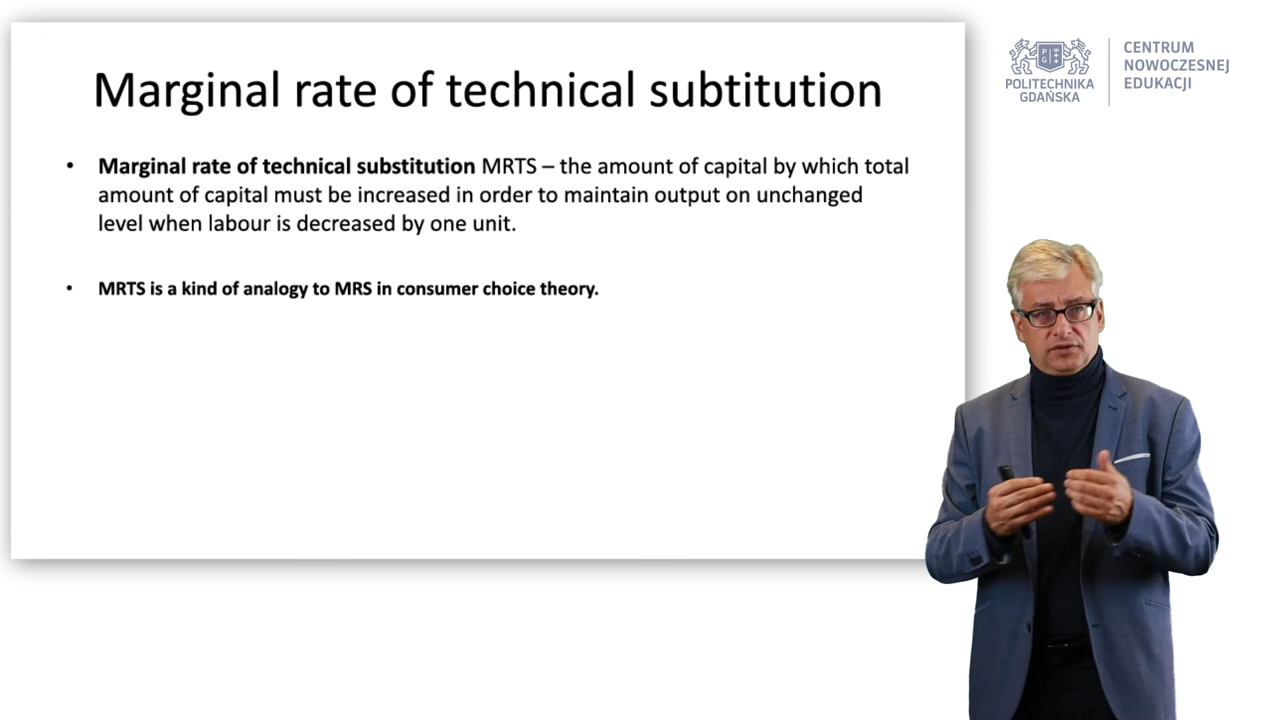 Marginal rate of technical subtitution
• Marginal rate of technical substitution MRTS – the amount of capital by which total
amount of capital must be increased in order to maintain output on unchanged
level when labour is decreased by one unit.
• MRTS is a kind of analogy to MRS in consumer choice theory.
P G
POLITECHNIKA
GDAŃSKA
CENTRUM
NOWOCZESNEJ
EDUKACJI